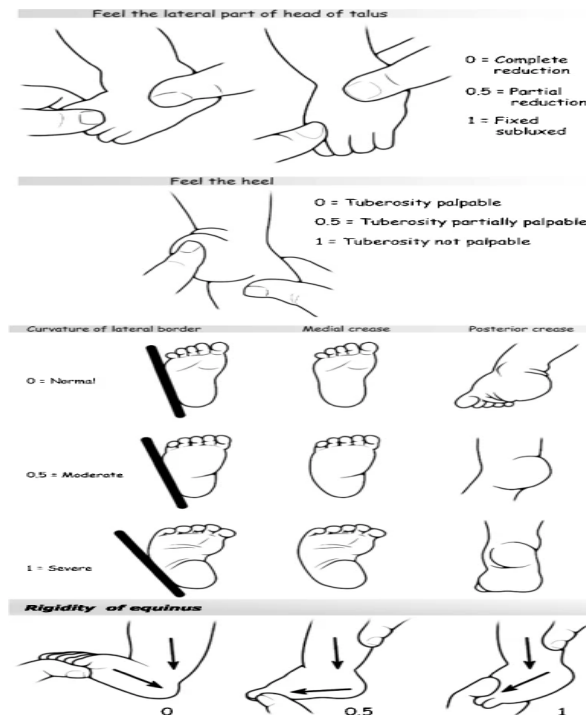 Feel the lateral part of head of talus
0 = Complete
reduction
0.5 = Partial
reduction
1 = Fixed
subluxed
Feel the heel
0 = Tuberosity palpable
0.5 = Tuberosity partially palpable
1 = Tuberosity not palpable
Curvature of lateral border Medial crease Posterior crease
0 = Normal
0.5 = Moderate
1 = Severe
Rigidity of equinus
0 0.5 1